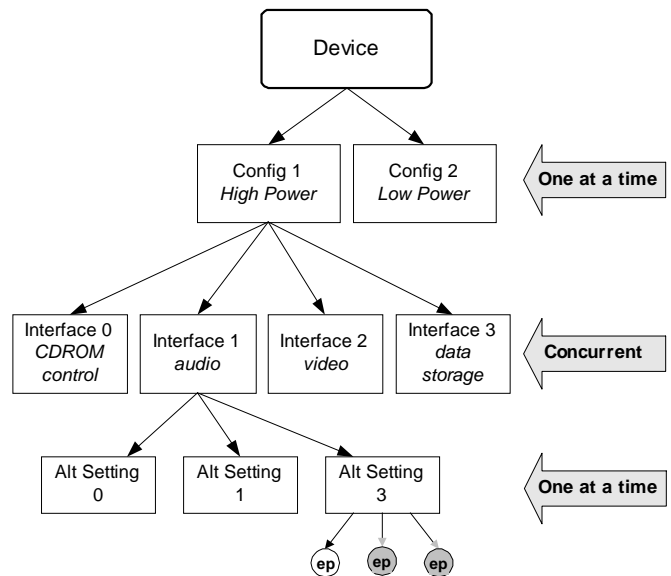 Device
Config 1
High Power
Config 2
Low Power
One at a time
Interface 0
CDROM
control
Interface 1
audio
Interface 2
video
Interface 3
data
storage
Concurrent
Alt Setting
0
Alt Setting
1
Alt Setting
3
One at a time
ep
ep
ep